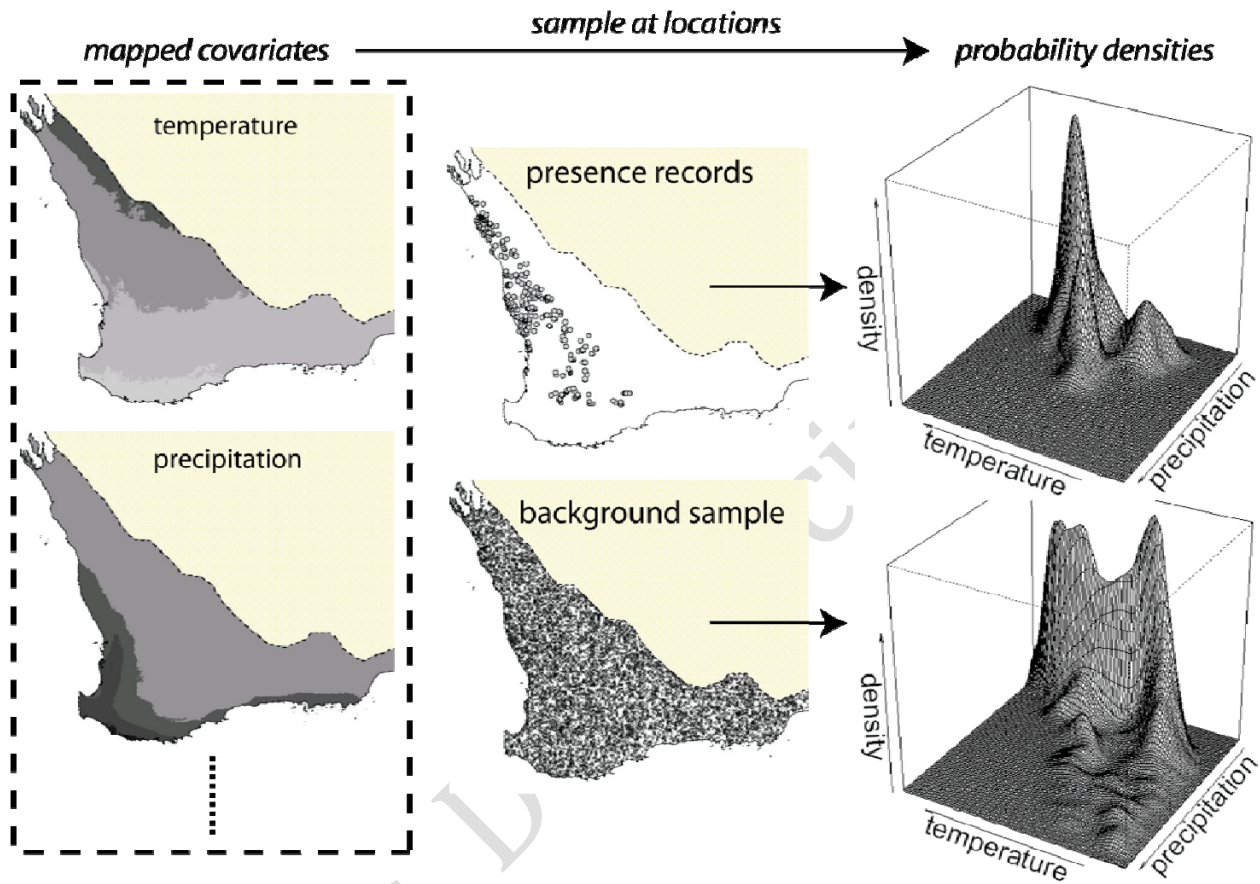 sample at locations
mapped covariates
probability densities
temperature
presence records
density
temperature
precipitation
precipitation
background sample
density
temperature
precipitation